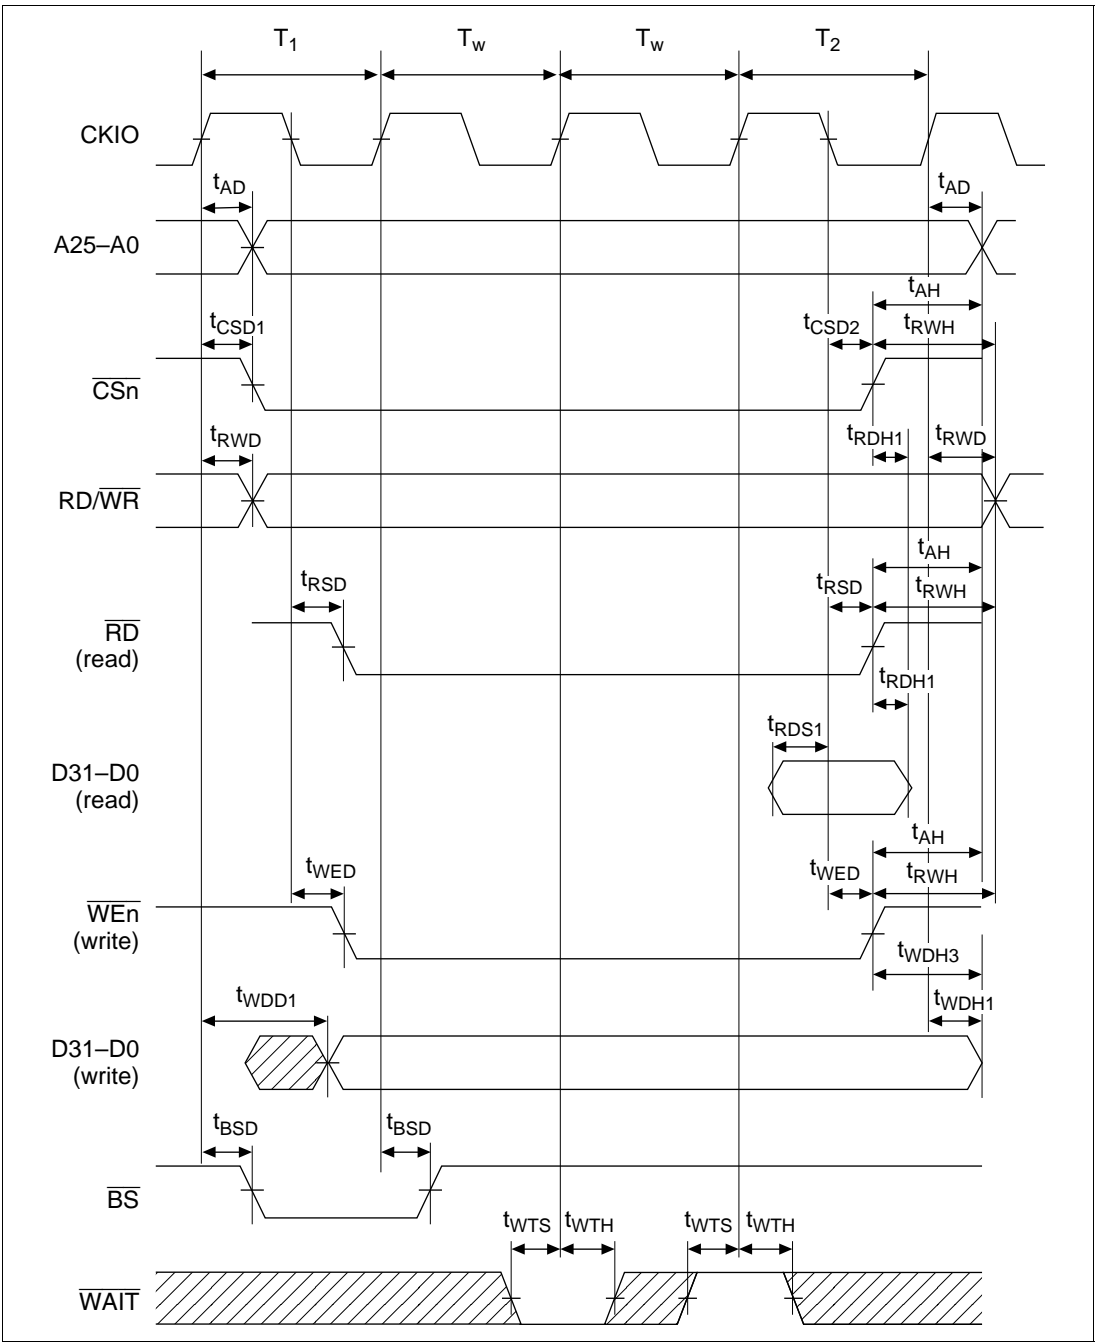 T1 Tw Tw T2
CKIO
tAD tAD
A25–A0
tAH
tCSD1 tCSD2 tRWH
CSn
tRWD tRDH1 tRWD
RD/WR
tAH
tRSD tRSD tRWH
RD
(read)
tRDH1
tRDS1
D31–D0
(read)
tAH
tWED tWED tRWH
WEn
(write)
tWDH3
tWDD1 tWDH1
D31–D0
(write)
tBSD tBSD
BS
tWTS tWTH tWTS tWTH
WAIT